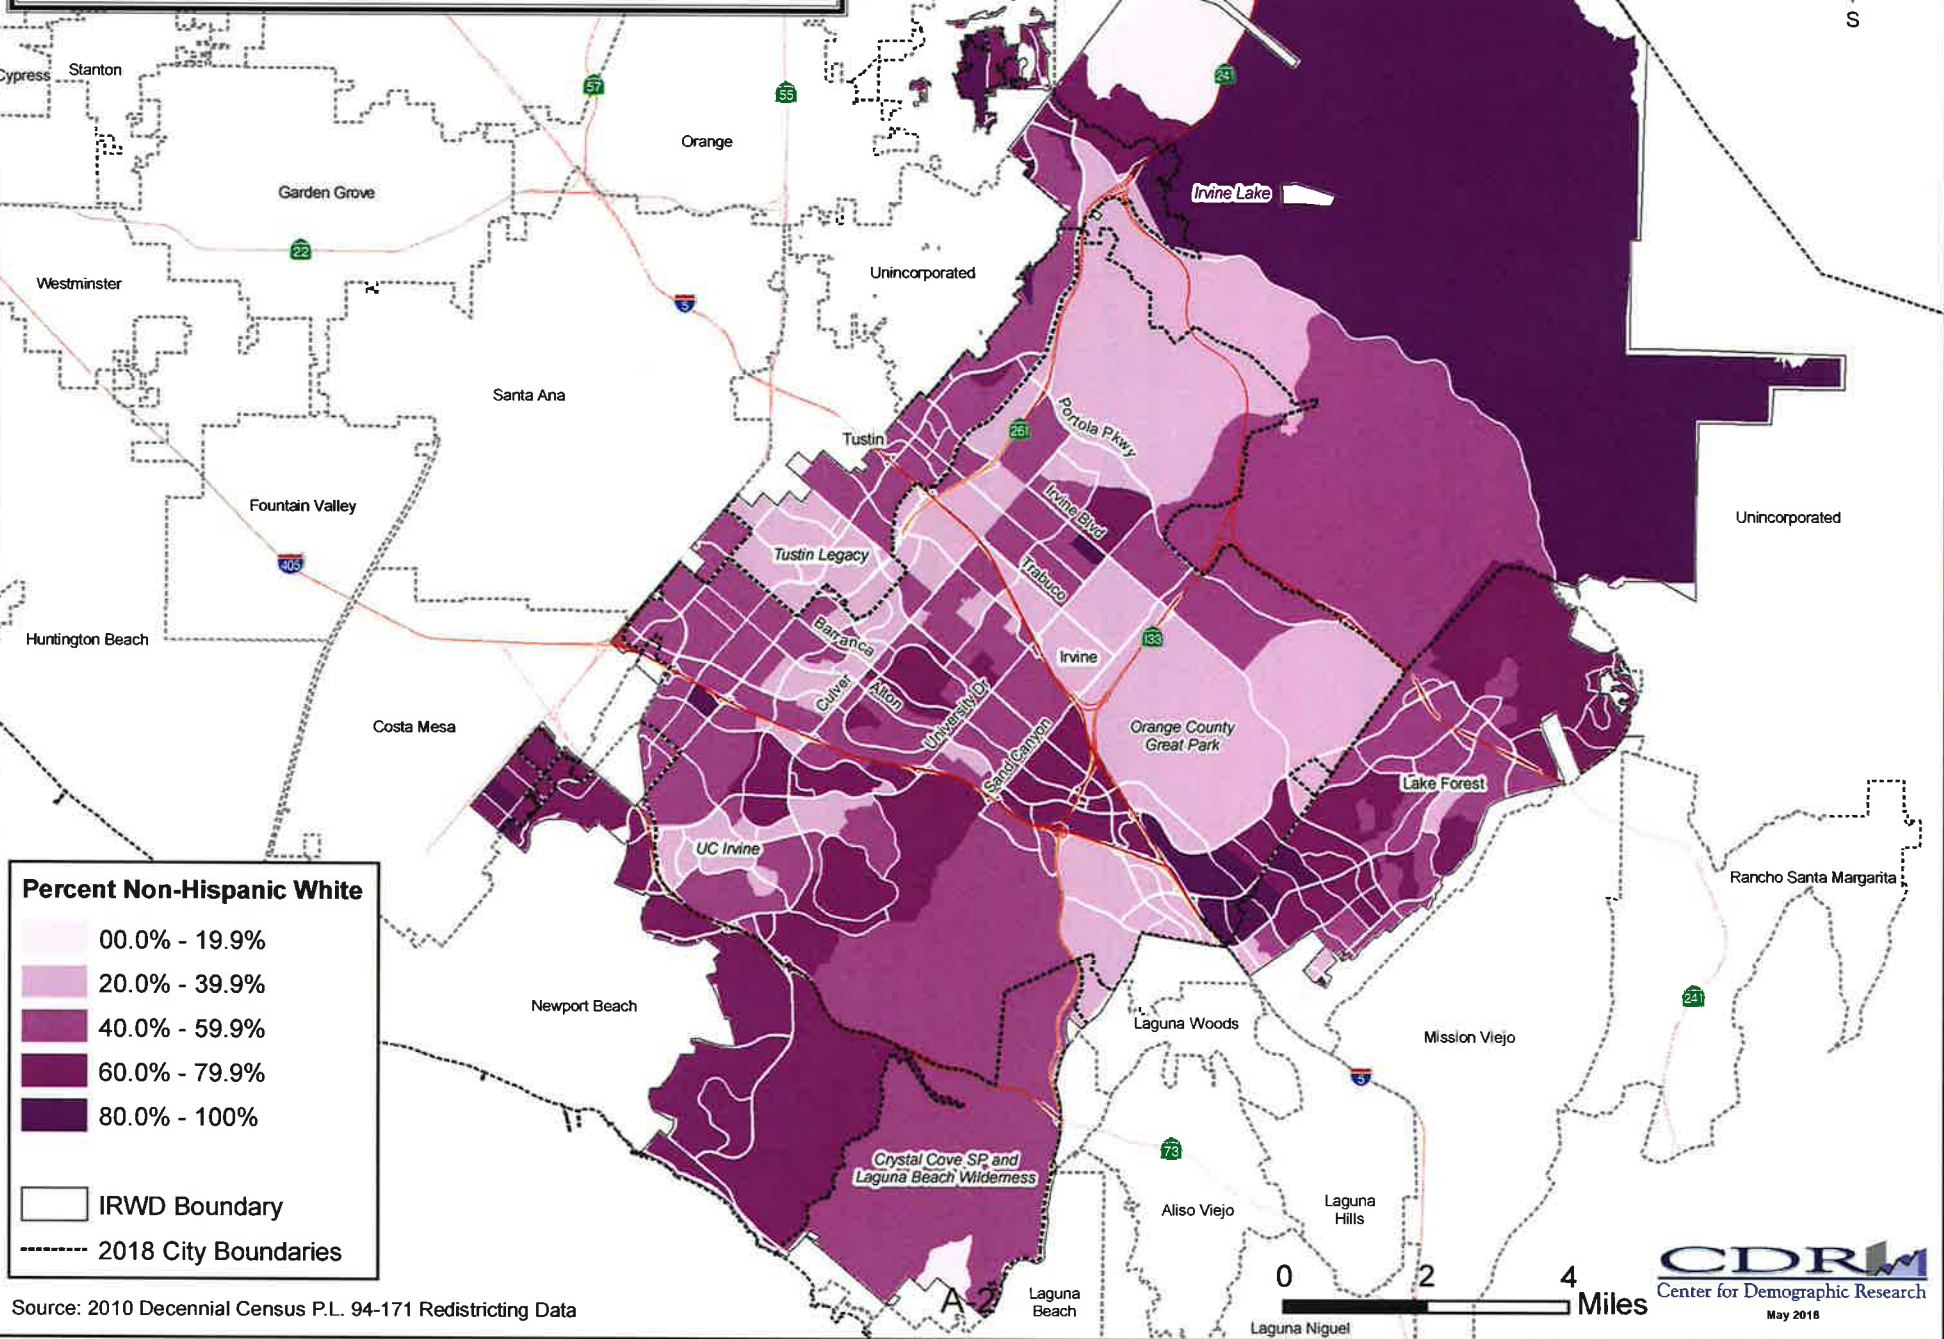 S
Cypress
Stanton
57
55
241
Orange
Garden Grove
Irvine Lake
22
Westminster
Unincorporated
5
Santa Ana
Portola Pkwy
261
Tustin
Fountain Valley
Irvine Blvd
Unincorporated
Tustin Legacy
405
Trabuco
Huntington Beach
Barranca
133
Irvine
Culver
Alton
University Dr
Costa Mesa
Sand Canyon
Orange County
Great Park
Lake Forest
UC Irvine
Rancho Santa Margarita
Newport Beach
241
Laguna Woods
Mission Viejo
5
73
Crystal Cove SP and
Laguna Beach Wilderness
Aliso Viejo
Laguna
Hills
Laguna
Beach
Laguna Niguel
A-2
Percent Non-Hispanic White
00.0% - 19.9%
20.0% - 39.9%
40.0% - 59.9%
60.0% - 79.9%
80.0% - 100%
IRWD Boundary
2018 City Boundaries
Source: 2010 Decennial Census P.L. 94-171 Redistricting Data
0 2 4
Miles
CDR
Center for Demographic Research
May 2018